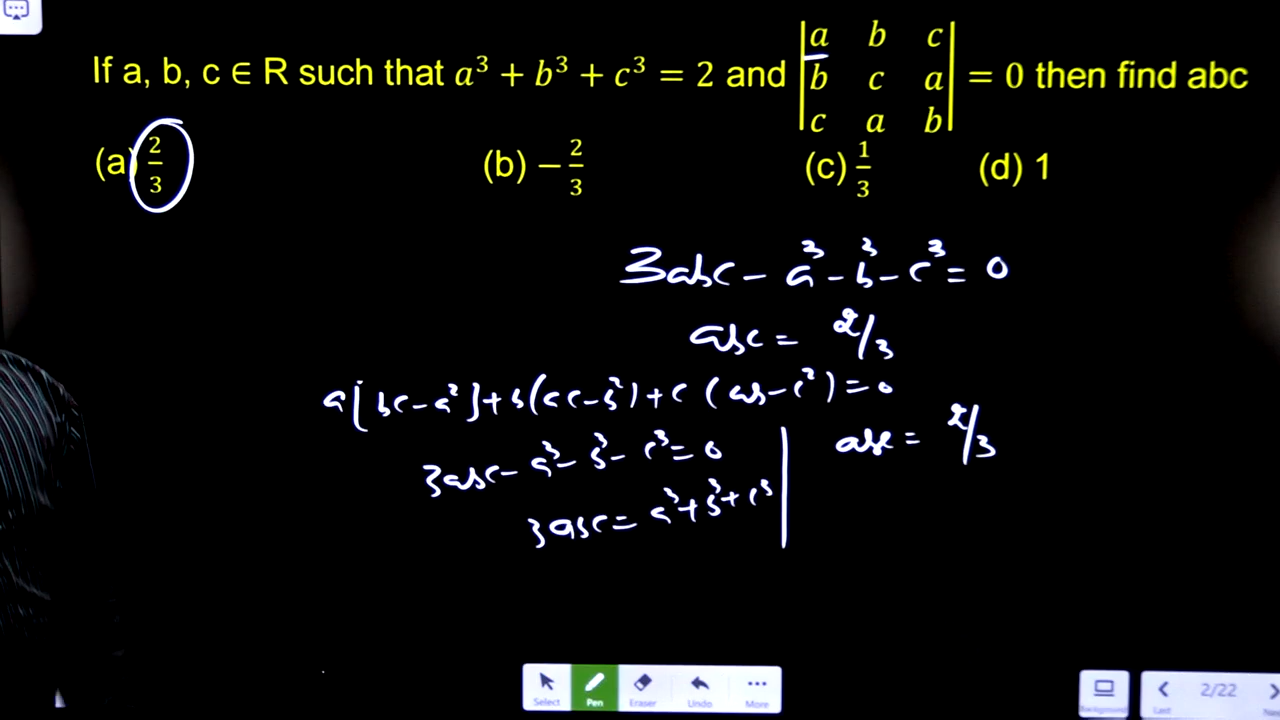 If a, b, c ∈ R such that a³ + b³ + c³ = 2 and |a b c; b c a; c a b| = 0 then find abc
(a) 2/3 (b) −2/3 (c) 1/3 (d) 1
3abc − a³ − b³ − c³ = 0
abc = 2/3
a[bc − a²] + b(ac − b²) + c(ab − c²) = 0
3abc − a³ − b³ − c³ = 0 | abc = 2/3
3abc = a³ + b³ + c³
Select Pen Eraser Undo More
Background Last 2/22